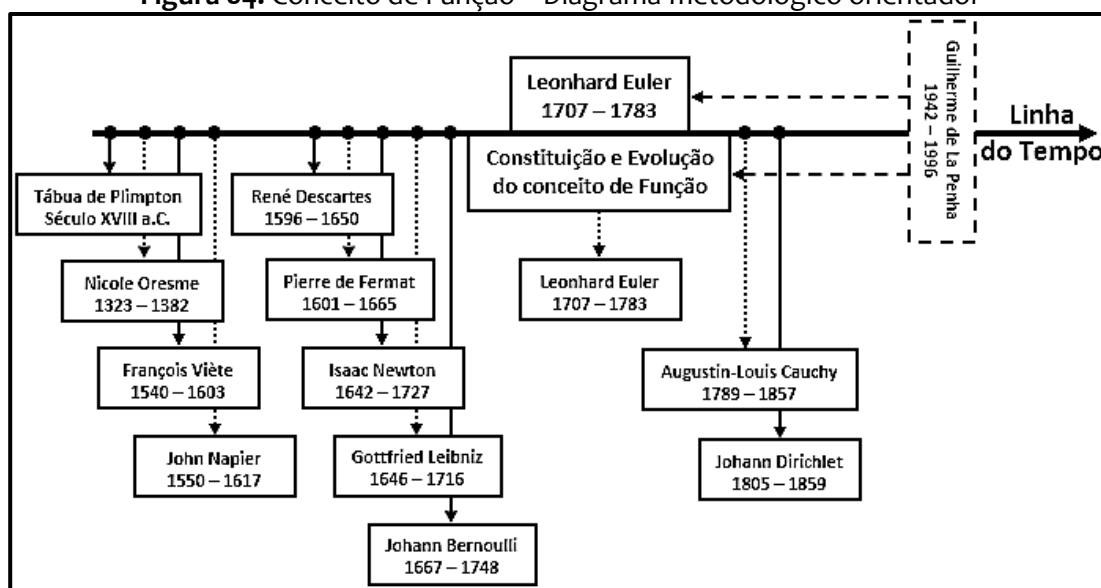 Figura 04. Conceito de Função – Diagrama metodológico orientador
Leonhard Euler
1707 – 1783
Guilherme de La Penha
1942 – 1996
Linha
do Tempo
Constituição e Evolução
do conceito de Função
Tábua de Plimpton
Século XVIII a.C.
René Descartes
1596 – 1650
Nicole Oresme
1323 – 1382
Pierre de Fermat
1601 – 1665
Leonhard Euler
1707 – 1783
François Viète
1540 – 1603
Isaac Newton
1642 – 1727
Augustin-Louis Cauchy
1789 – 1857
John Napier
1550 – 1617
Gottfried Leibniz
1646 – 1716
Johann Dirichlet
1805 – 1859
Johann Bernoulli
1667 – 1748